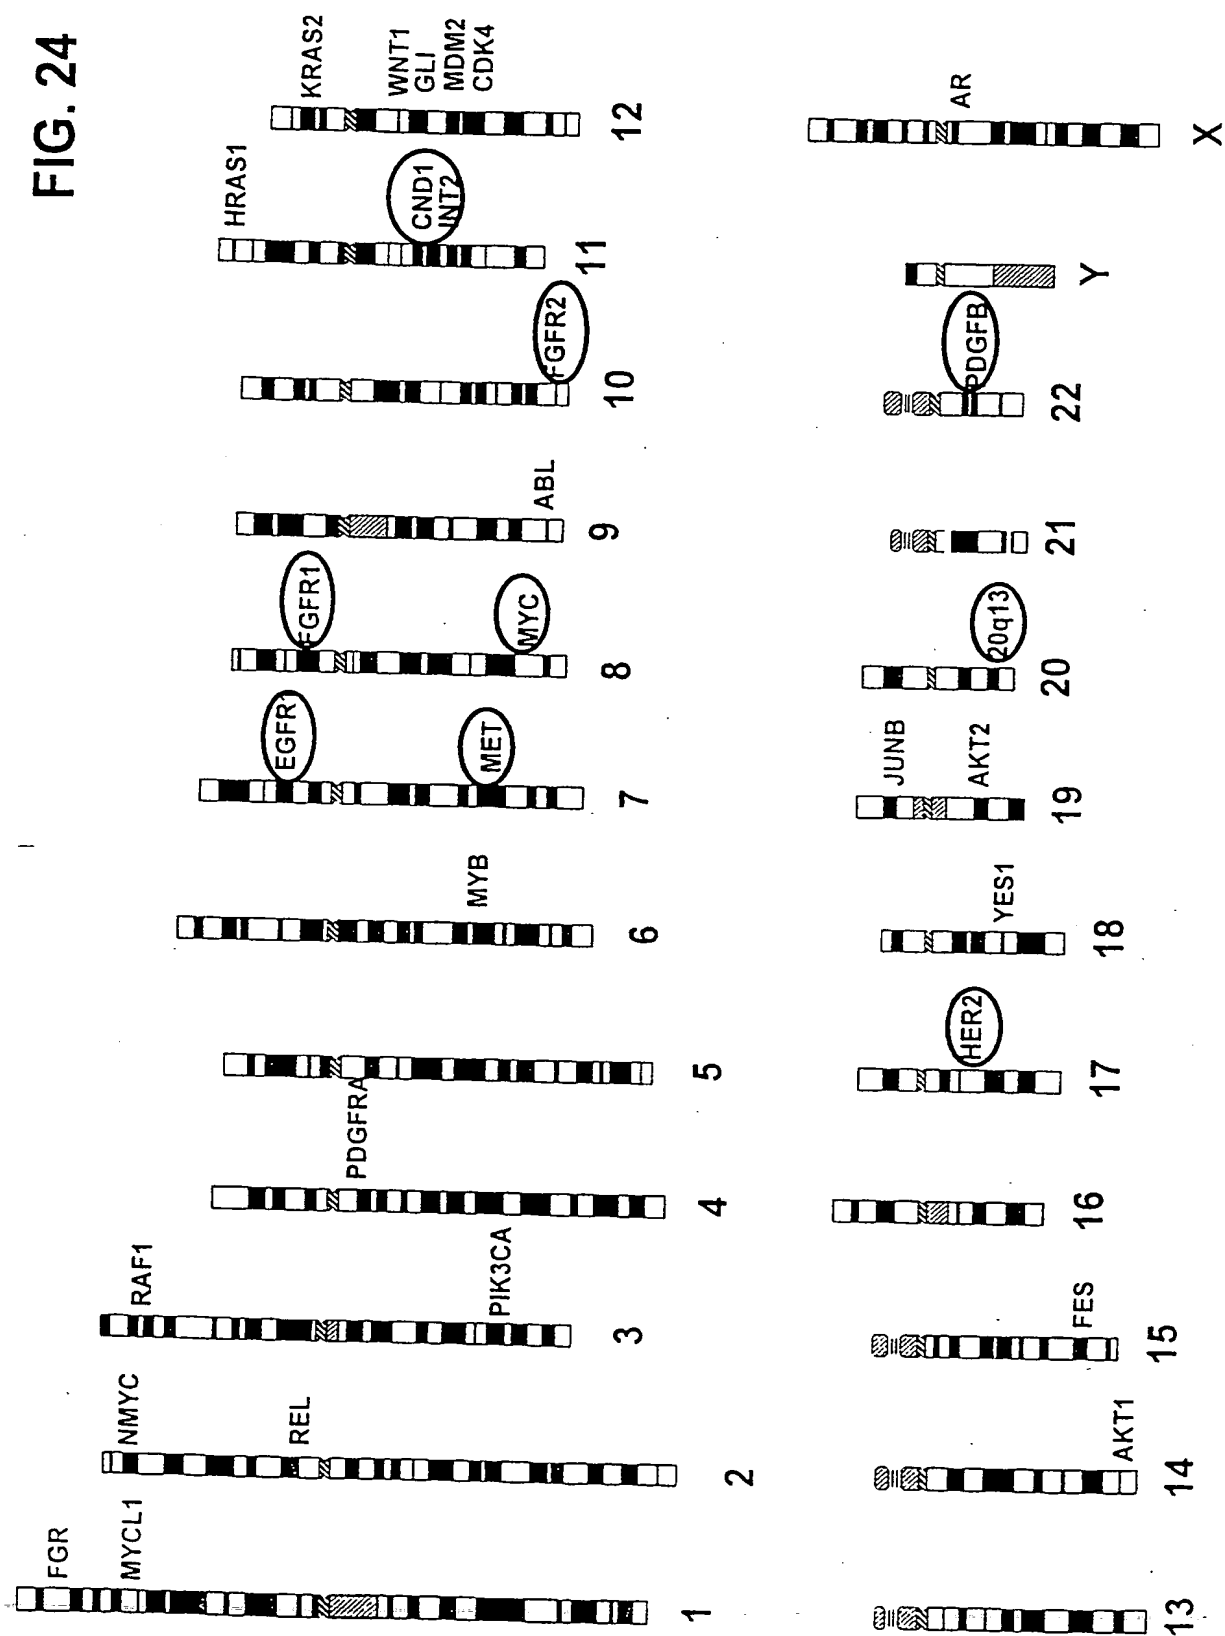 FIG. 24
FGR
MYCL1
1
NMYC
REL
2
RAF1
PIK3CA
3
PDGFRA
4
5
MYB
6
EGFR1
MET
7
FGFR1
MYC
8
ABL
9
FGFR2
10
HRAS1
CND1
INT2
11
KRAS2
WNT1
GLI
MDM2
CDK4
12
13
AKT1
14
FES
15
16
HER2
17
YES1
18
JUNB
AKT2
19
20q13
20
21
PDGFB
22
Y
AR
X